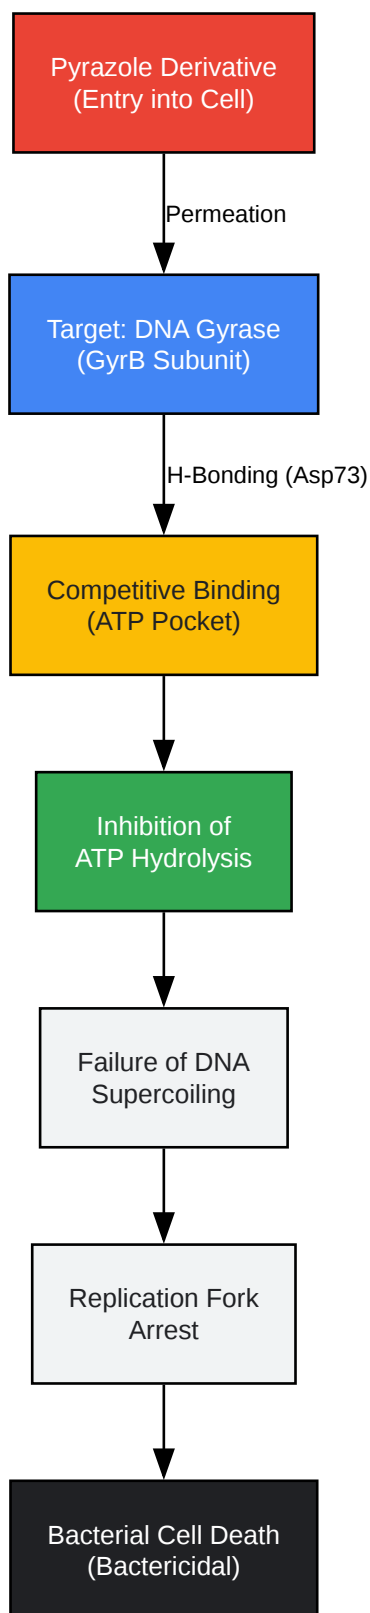 Pyrazole Derivative
(Entry into Cell)
Permeation
Target: DNA Gyrase
(GyrB Subunit)
H-Bonding (Asp73)
Competitive Binding
(ATP Pocket)
Inhibition of
ATP Hydrolysis
Failure of DNA
Supercoiling
Replication Fork
Arrest
Bacterial Cell Death
(Bactericidal)